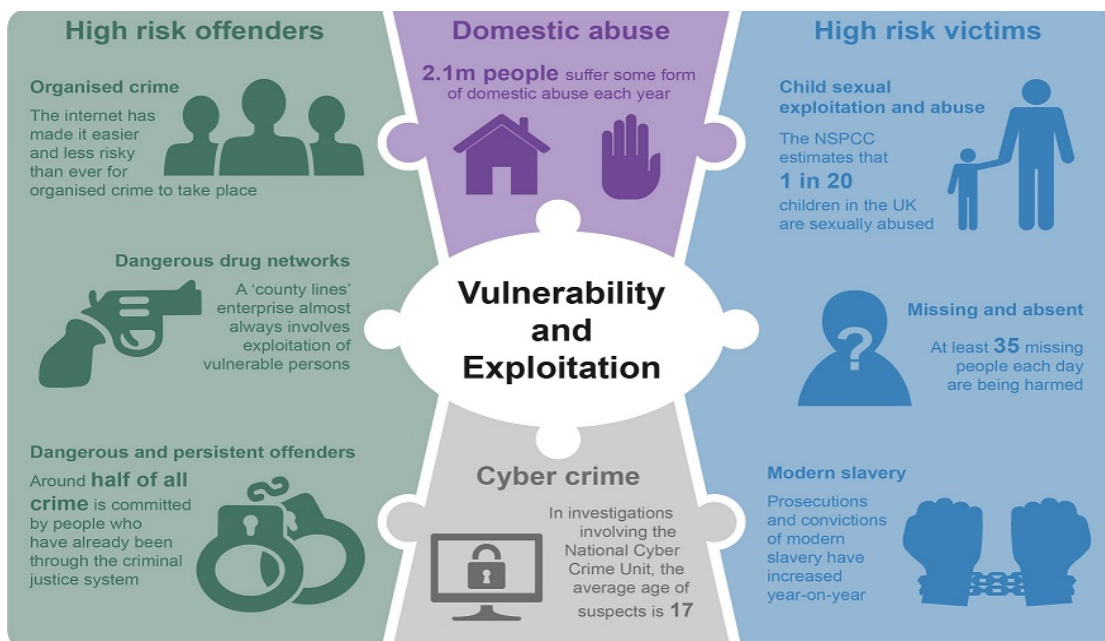 High risk offenders
Organised crime
The internet has
made it easier
and less risky
than ever for
organised crime to take place
Dangerous drug networks
A ‘county lines’
enterprise almost
always involves
exploitation of
vulnerable persons
Dangerous and persistent offenders
Around half of all
crime is committed
by people who
have already been
through the criminal
justice system
Domestic abuse
2.1m people suffer some form
of domestic abuse each year
Vulnerability
and
Exploitation
Cyber crime
In investigations
involving the
National Cyber
Crime Unit, the
average age of
suspects is 17
High risk victims
Child sexual
exploitation and abuse
The NSPCC
estimates that
1 in 20
children in the UK
are sexually abused
?
Missing and absent
At least 35 missing
people each day
are being harmed
Modern slavery
Prosecutions
and convictions
of modern
slavery have
increased
year-on-year